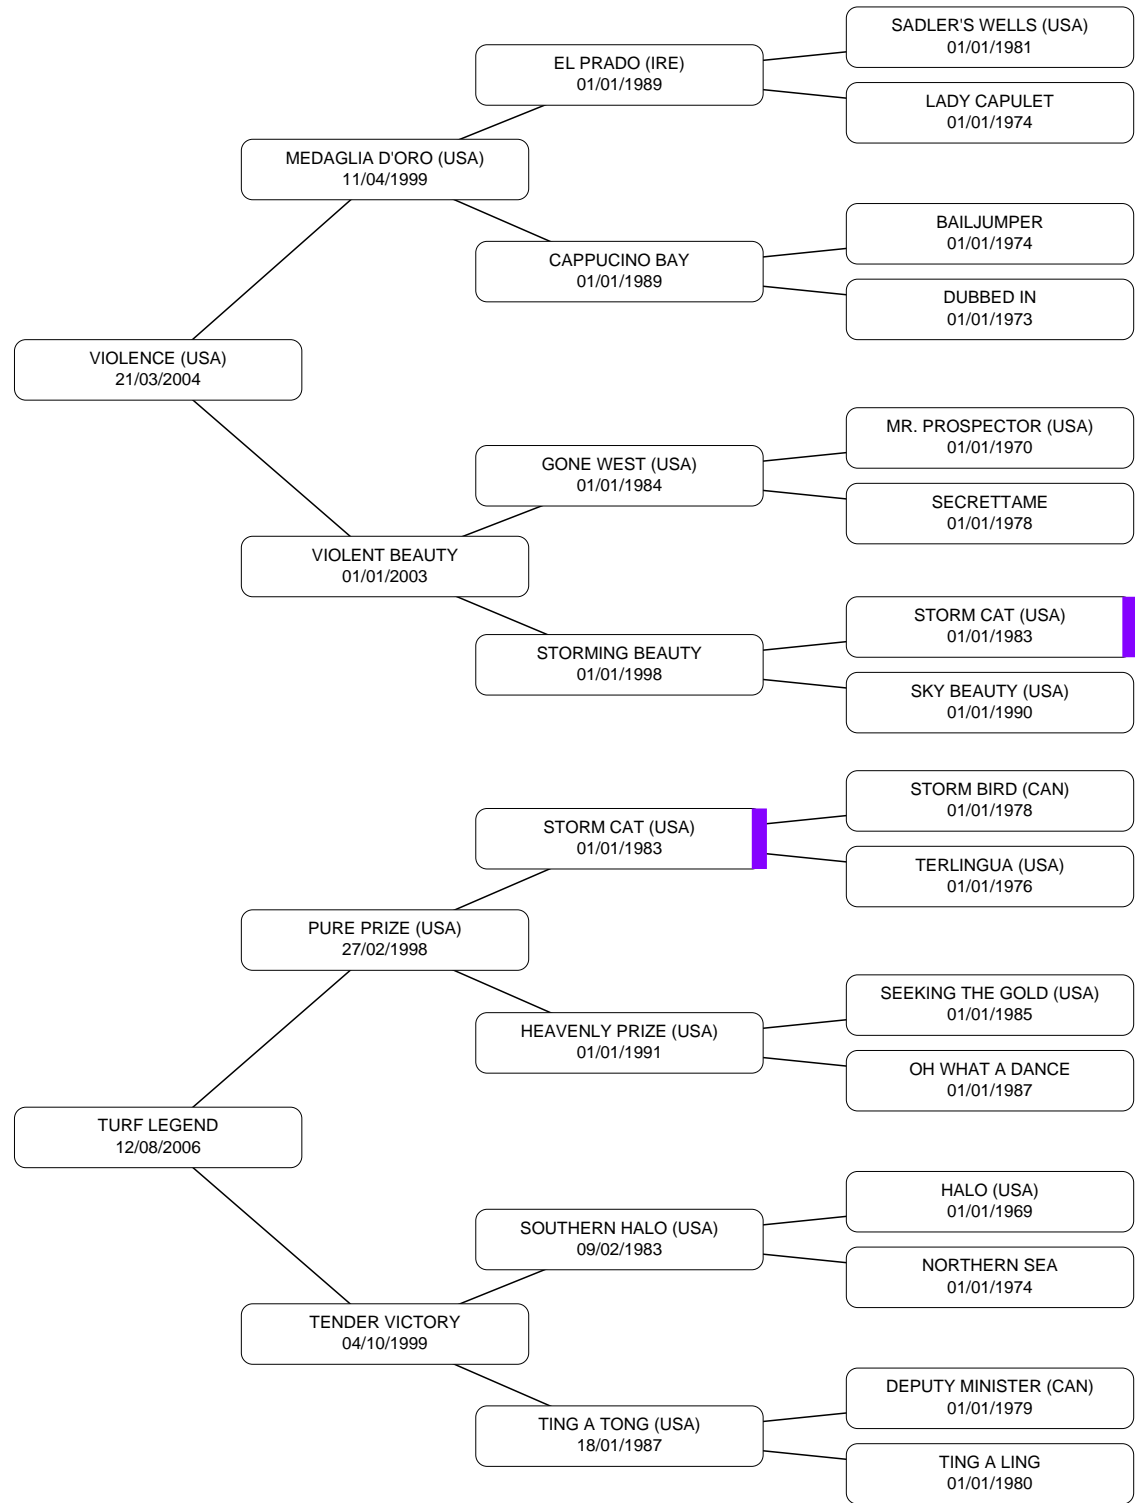 SADLER'S WELLS (USA)
01/01/1981
EL PRADO (IRE)
01/01/1989
LADY CAPULET
01/01/1974
MEDAGLIA D'ORO (USA)
11/04/1999
BAILJUMPER
01/01/1974
CAPPUCINO BAY
01/01/1989
DUBBED IN
01/01/1973
VIOLENCE (USA)
21/03/2004
MR. PROSPECTOR (USA)
01/01/1970
GONE WEST (USA)
01/01/1984
SECRETTAME
01/01/1978
VIOLENT BEAUTY
01/01/2003
STORM CAT (USA)
01/01/1983
STORMING BEAUTY
01/01/1998
SKY BEAUTY (USA)
01/01/1990
STORM BIRD (CAN)
01/01/1978
STORM CAT (USA)
01/01/1983
TERLINGUA (USA)
01/01/1976
PURE PRIZE (USA)
27/02/1998
SEEKING THE GOLD (USA)
01/01/1985
HEAVENLY PRIZE (USA)
01/01/1991
OH WHAT A DANCE
01/01/1987
TURF LEGEND
12/08/2006
HALO (USA)
01/01/1969
SOUTHERN HALO (USA)
09/02/1983
NORTHERN SEA
01/01/1974
TENDER VICTORY
04/10/1999
DEPUTY MINISTER (CAN)
01/01/1979
TING A TONG (USA)
18/01/1987
TING A LING
01/01/1980